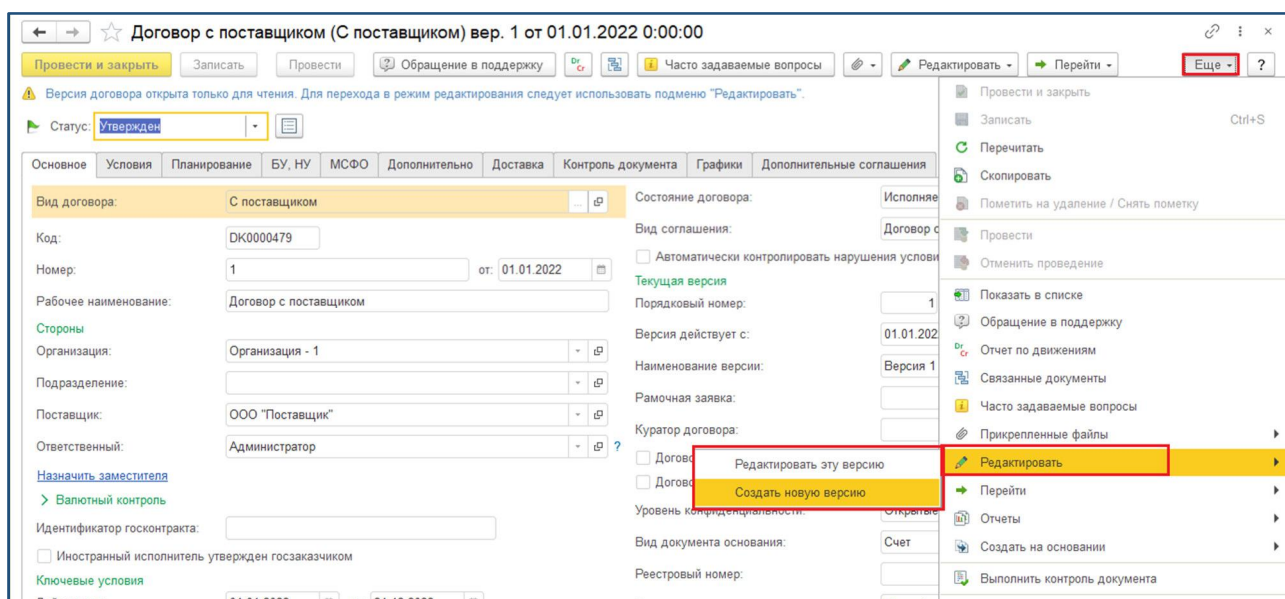 Договор с поставщиком (С поставщиком) вер. 1 от 01.01.2022 0:00:00
Провести и закрыть Записать Провести Обращение в поддержку Часто задаваемые вопросы Редактировать Перейти Еще ?
Версия договора открыта только для чтения. Для перехода в режим редактирования следует использовать подменю "Редактировать".
Статус: Утвержден
Основное Условия Планирование БУ, НУ МСФО Дополнительно Доставка Контроль документа Графики Дополнительные соглашения
Вид договора: С поставщиком
Код: DK0000479
Номер: 1 от: 01.01.2022
Рабочее наименование: Договор с поставщиком
Стороны
Организация: Организация - 1
Подразделение:
Поставщик: ООО "Поставщик"
Ответственный: Администратор ?
Назначить заместителя
Валютный контроль
Идентификатор госконтракта:
Иностранный исполнитель утвержден госзаказчиком
Ключевые условия
Состояние договора: Исполняе
Вид соглашения: Договор с
Автоматически контролировать нарушения услови
Текущая версия
Порядковый номер: 1
Версия действует с: 01.01.202
Наименование версии: Версия 1
Рамочная заявка:
Куратор договора:
Догово
Догово
Уровень конфиденциальности: Открытые
Вид документа основания: Счет
Реестровый номер:
Редактировать эту версию
Создать новую версию
Провести и закрыть
Записать Ctrl+S
Перечитать
Скопировать
Пометить на удаление / Снять пометку
Провести
Отменить проведение
Показать в списке
Обращение в поддержку
Отчет по движениям
Связанные документы
Часто задаваемые вопросы
Прикрепленные файлы
Редактировать
Перейти
Отчеты
Создать на основании
Выполнить контроль документа